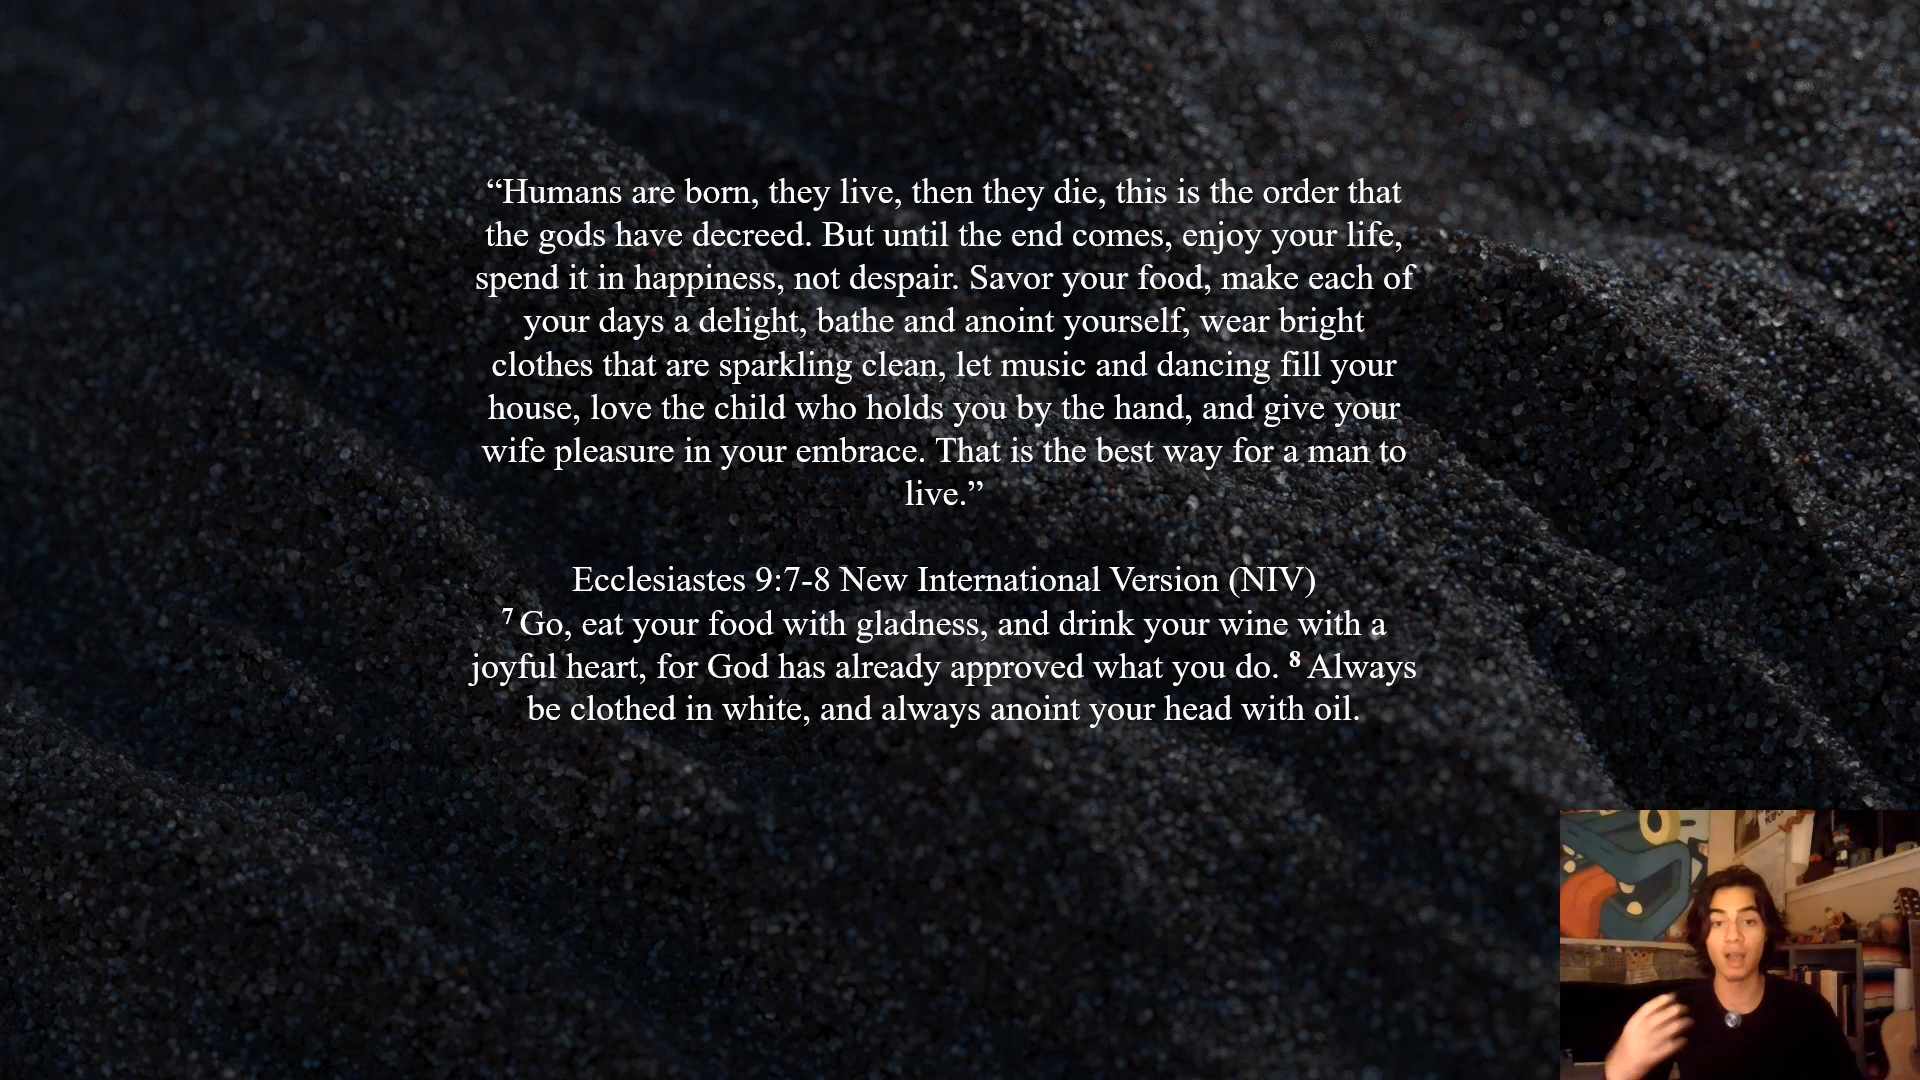 “Humans are born, they live, then they die, this is the order that
the gods have decreed. But until the end comes, enjoy your life,
spend it in happiness, not despair. Savor your food, make each of
your days a delight, bathe and anoint yourself, wear bright
clothes that are sparkling clean, let music and dancing fill your
house, love the child who holds you by the hand, and give your
wife pleasure in your embrace. That is the best way for a man to
live.”
Ecclesiastes 9:7-8 New International Version (NIV)
7 Go, eat your food with gladness, and drink your wine with a
joyful heart, for God has already approved what you do. 8 Always
be clothed in white, and always anoint your head with oil.